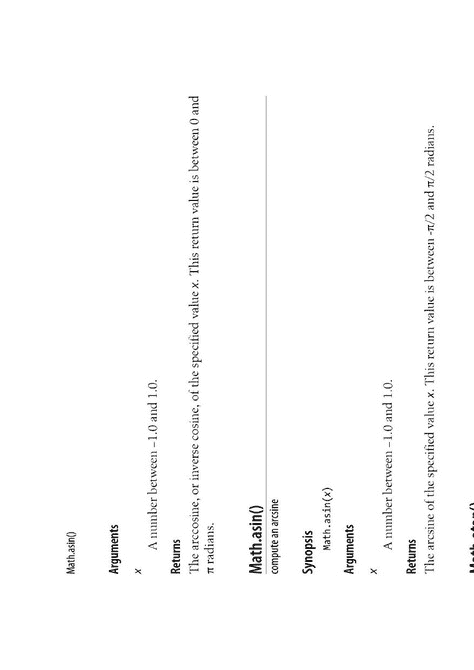 Math.asin()
Arguments
x
A number between −1.0 and 1.0.
Returns
The arccosine, or inverse cosine, of the specified value x. This return value is between 0 and
π radians.
Math.asin()
compute an arcsine
Synopsis
Math.asin(x)
Arguments
x
A number between −1.0 and 1.0.
Returns
The arcsine of the specified value x. This return value is between -π/2 and π/2 radians.